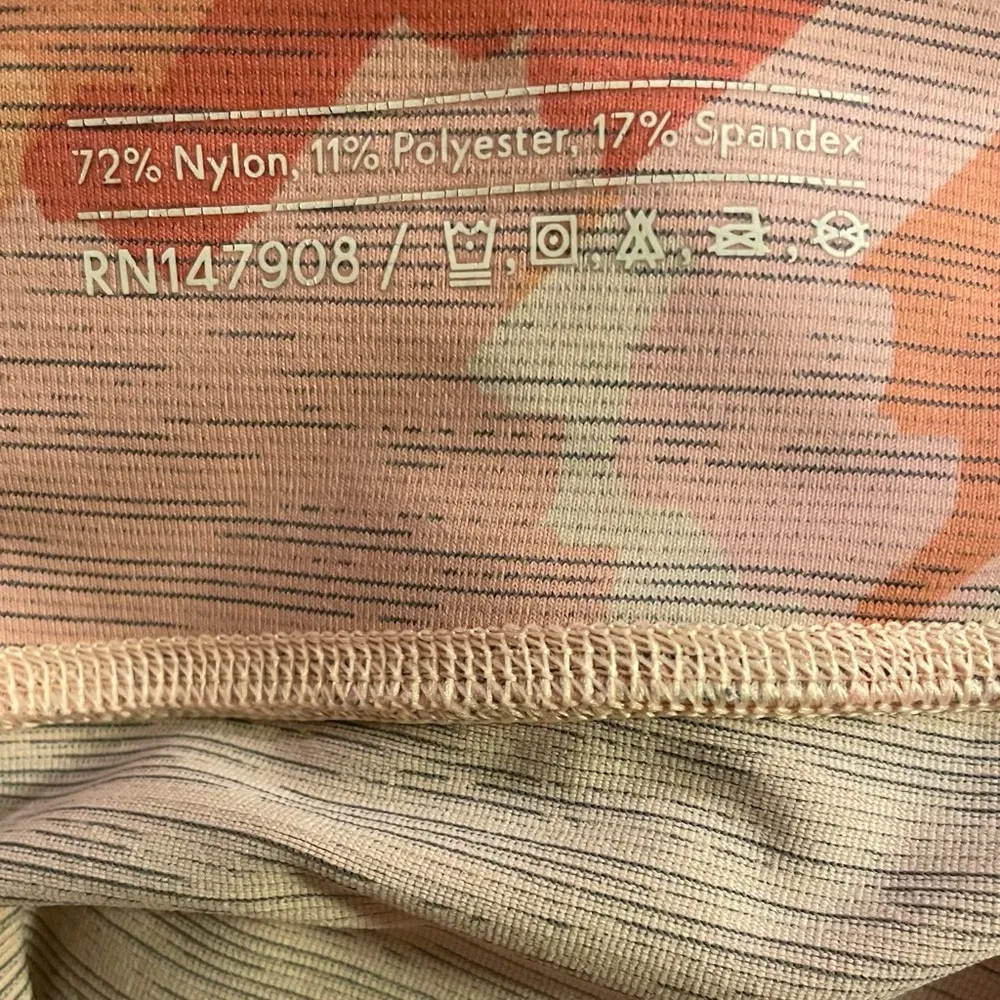 72% Nylon, 11% Polyester, 17% Spandex
RN147908 / , , , ,